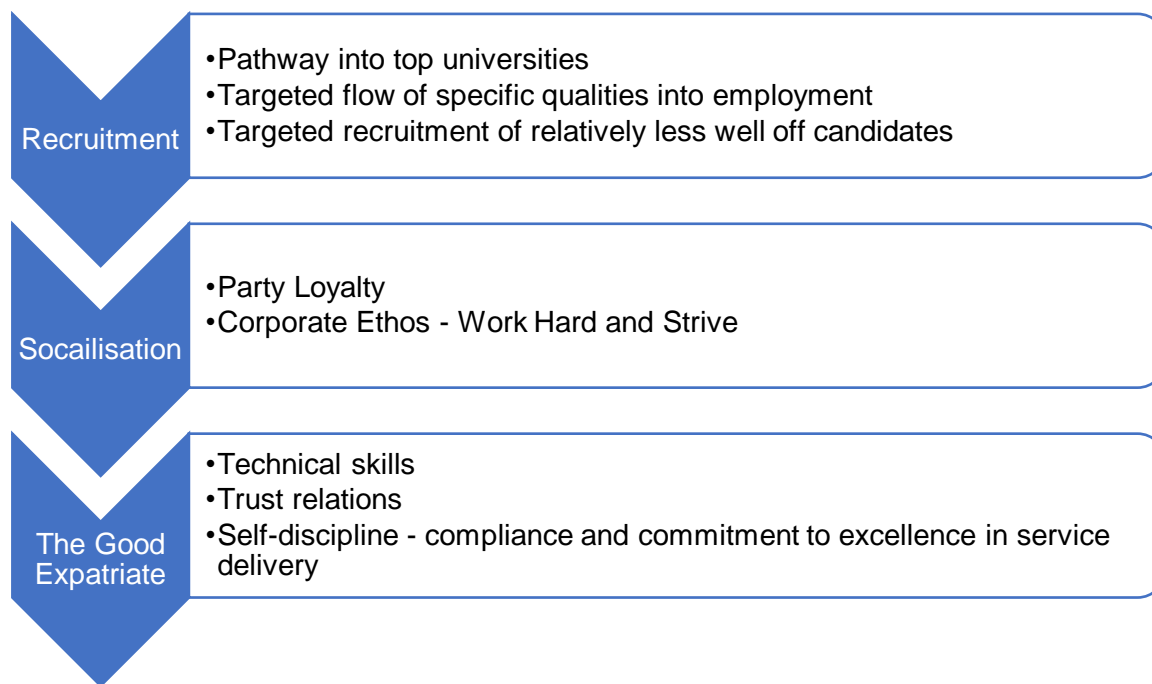 Recruitment
•Pathway into top universities
•Targeted flow of specific qualities into employment
•Targeted recruitment of relatively less well off candidates
Socailisation
•Party Loyalty
•Corporate Ethos - Work Hard and Strive
The Good
Expatriate
•Technical skills
•Trust relations
•Self-discipline - compliance and commitment to excellence in service
delivery